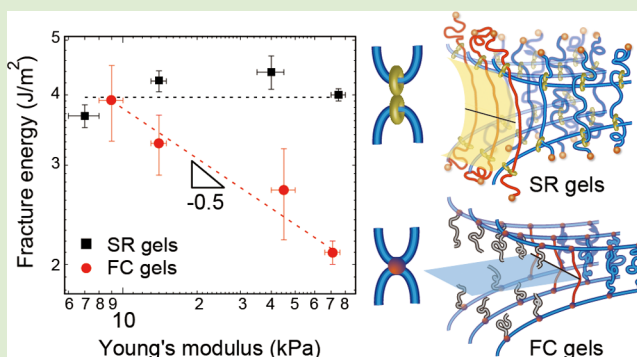 Fracture energy (J/m²)
5
4
3
2
-0.5
SR gels
FC gels
6 7 8 9 10 2 3 4 5 6 7 8
Young's modulus (kPa)
SR gels
FC gels